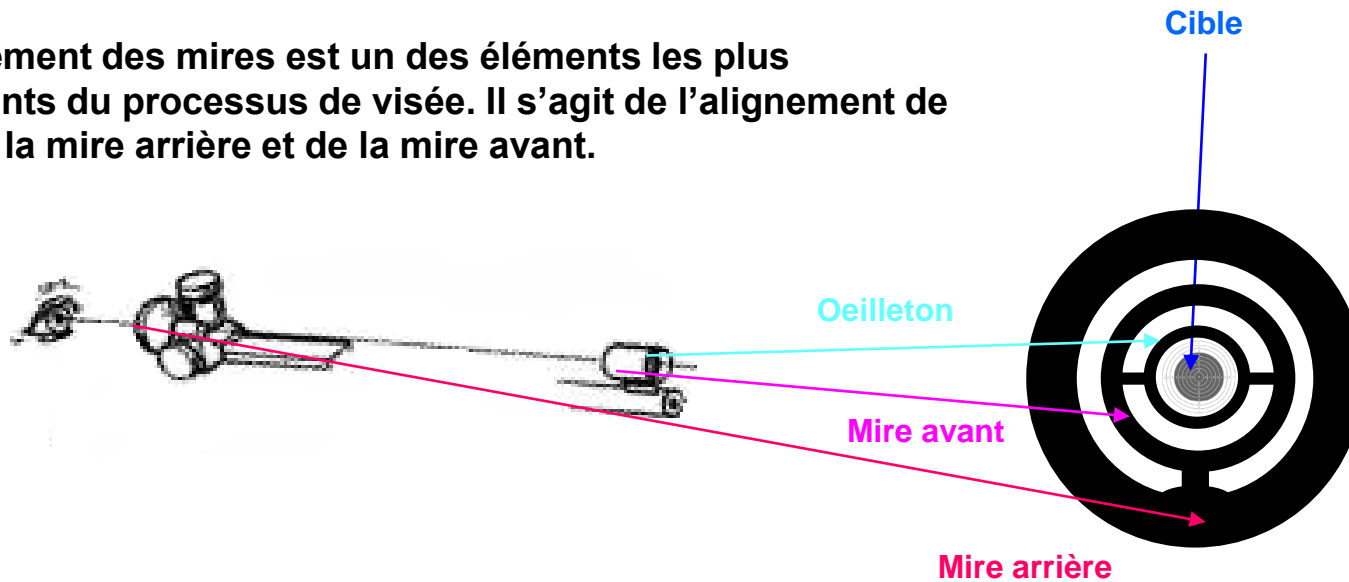 Cible
ement des mires est un des éléments les plus
nts du processus de visée. Il s’agit de l’alignement de
la mire arrière et de la mire avant.
Oeilleton
Mire avant
Mire arrière